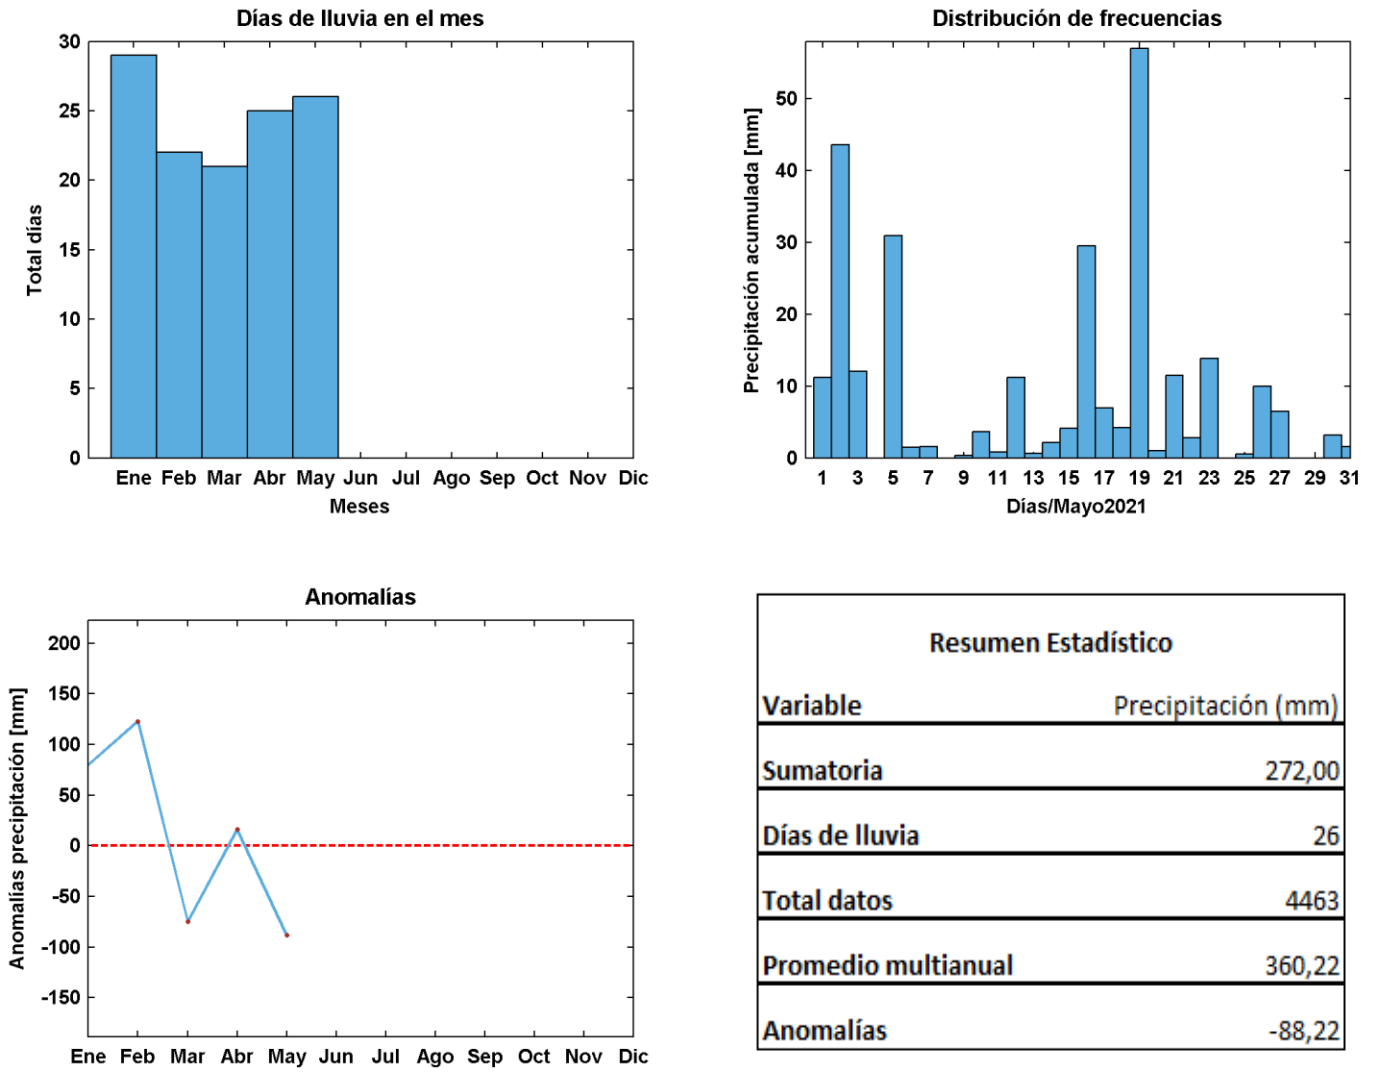 Días de lluvia en el mes
30
25
20
15
10
5
0
Total días
Ene Feb Mar Abr May Jun Jul Ago Sep Oct Nov Dic
Meses
Distribución de frecuencias
50
40
30
20
10
0
Precipitación acumulada [mm]
1 3 5 7 9 11 13 15 17 19 21 23 25 27 29 31
Días/Mayo2021
Anomalías
200
150
100
50
0
-50
-100
-150
Anomalías precipitación [mm]
Ene Feb Mar Abr May Jun Jul Ago Sep Oct Nov Dic
Resumen Estadístico
Variable Precipitación (mm)
Sumatoria 272,00
Días de lluvia 26
Total datos 4463
Promedio multianual 360,22
Anomalías -88,22